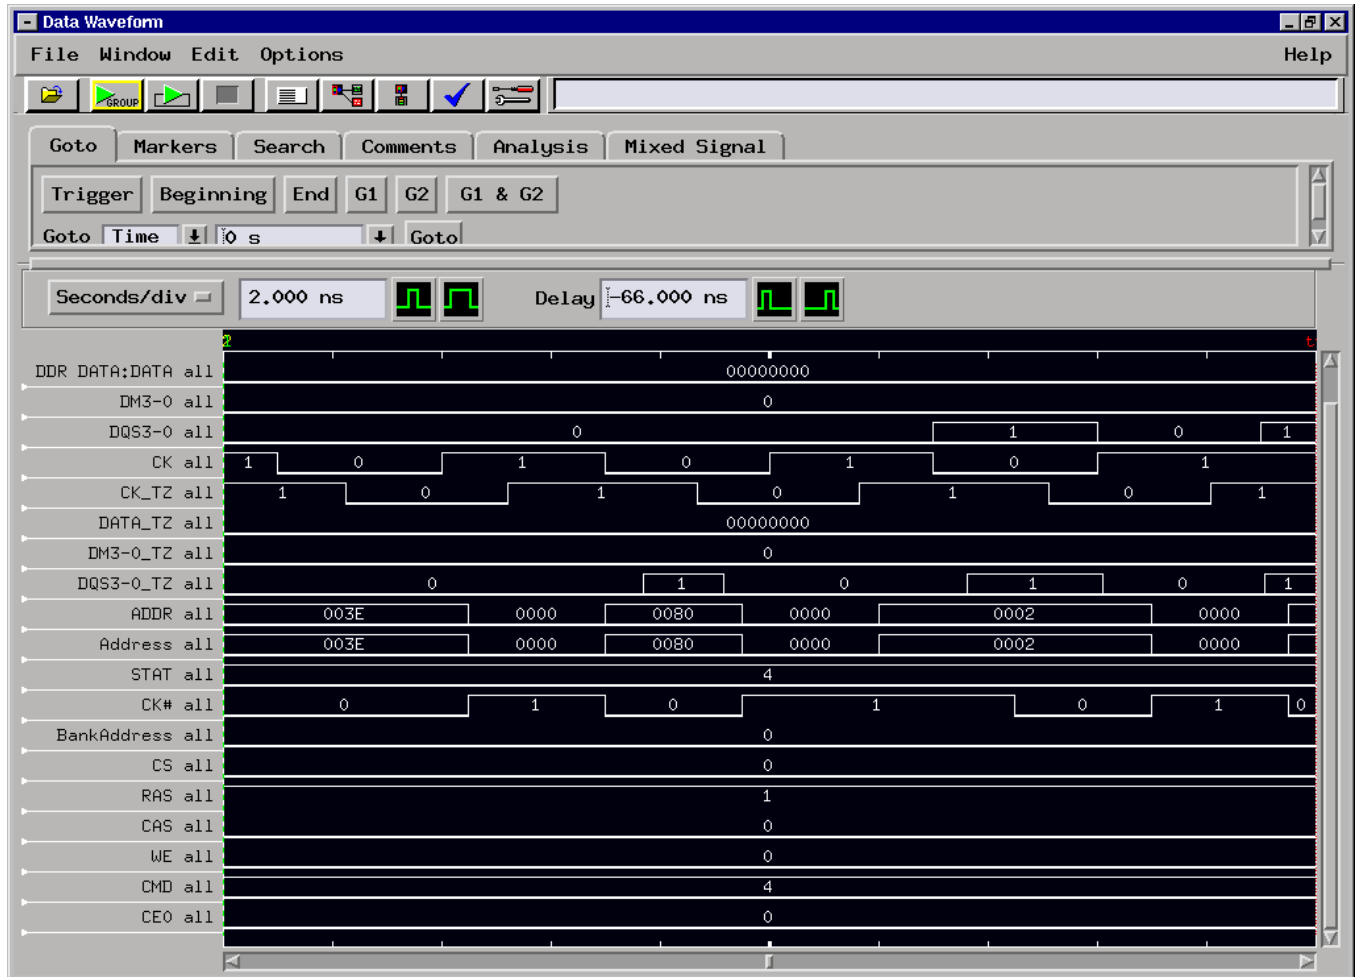 Data Waveform
File Window Edit Options Help
GROUP
Goto Markers Search Comments Analysis Mixed Signal
Trigger Beginning End G1 G2 G1 & G2
Goto Time 0 s Goto
Seconds/div 2.000 ns Delay -66.000 ns
DDR DATA:DATA all 00000000
DM3-0 all 0
DQS3-0 all 0 1 0 1
CK all 1 0 1 0 1 0 1
CK_TZ all 1 0 1 0 1 0 1
DATA_TZ all 00000000
DM3-0_TZ all 0
DQS3-0_TZ all 0 1 0 1 0 1
ADDR all 003E 0000 0080 0000 0002 0000
Address all 003E 0000 0080 0000 0002 0000
STAT all 4
CK# all 0 1 0 1 0 1 0
BankAddress all 0
CS all 0
RAS all 1
CAS all 0
WE all 0
CMD all 4
CE0 all 0